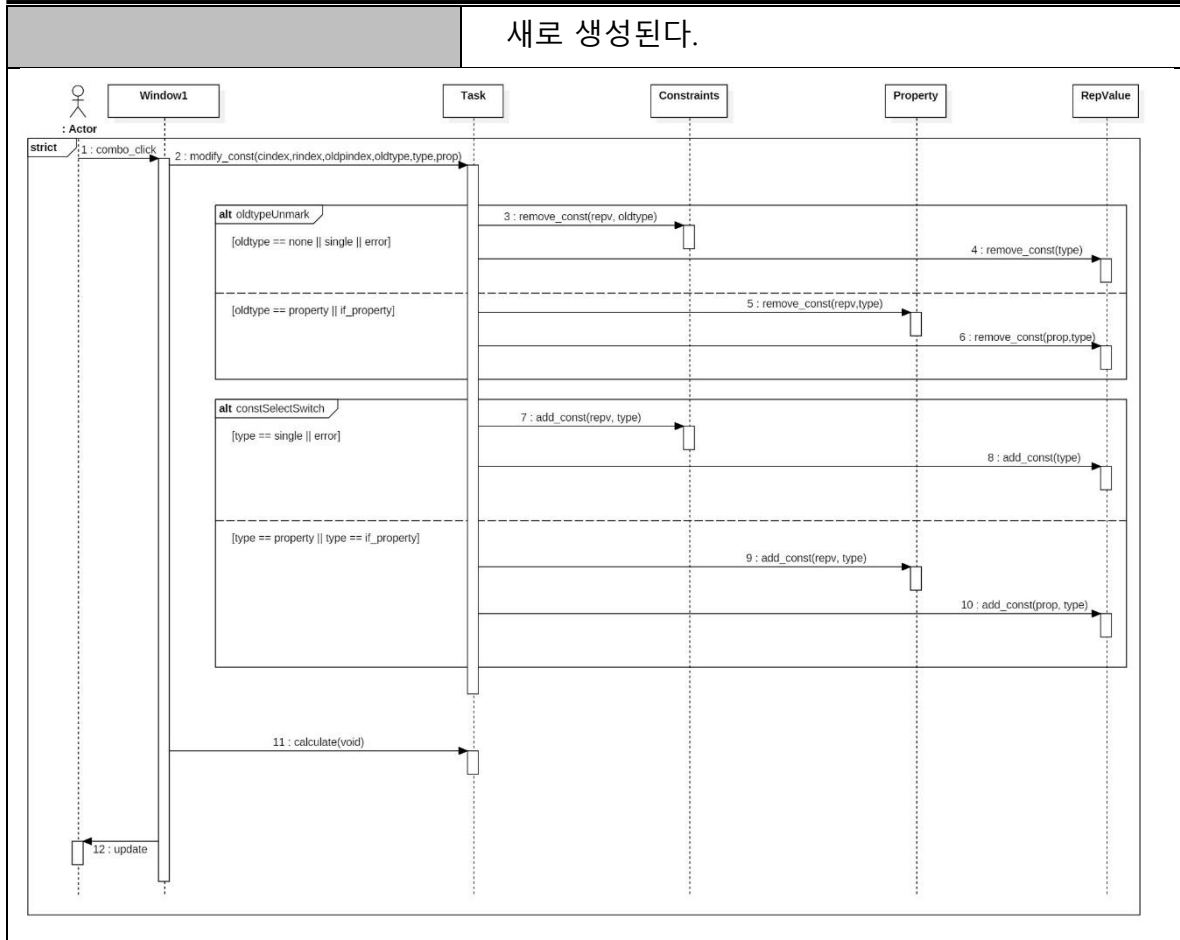 새로 생성된다.
Window1
Task
Constraints
Property
RepValue
: Actor
strict
1 : combo_click
2 : modify_const(cindex,rindex,oldpindex,oldtype,type,prop)
alt oldtypeUnmark
3 : remove_const(repv, oldtype)
[oldtype == none || single || error]
4 : remove_const(type)
[oldtype == property || if_property]
5 : remove_const(repv,type)
6 : remove_const(prop,type)
alt constSelectSwitch
7 : add_const(repv, type)
[type == single || error]
8 : add_const(type)
[type == property || type == if_property]
9 : add_const(repv, type)
10 : add_const(prop, type)
11 : calculate(void)
12 : update